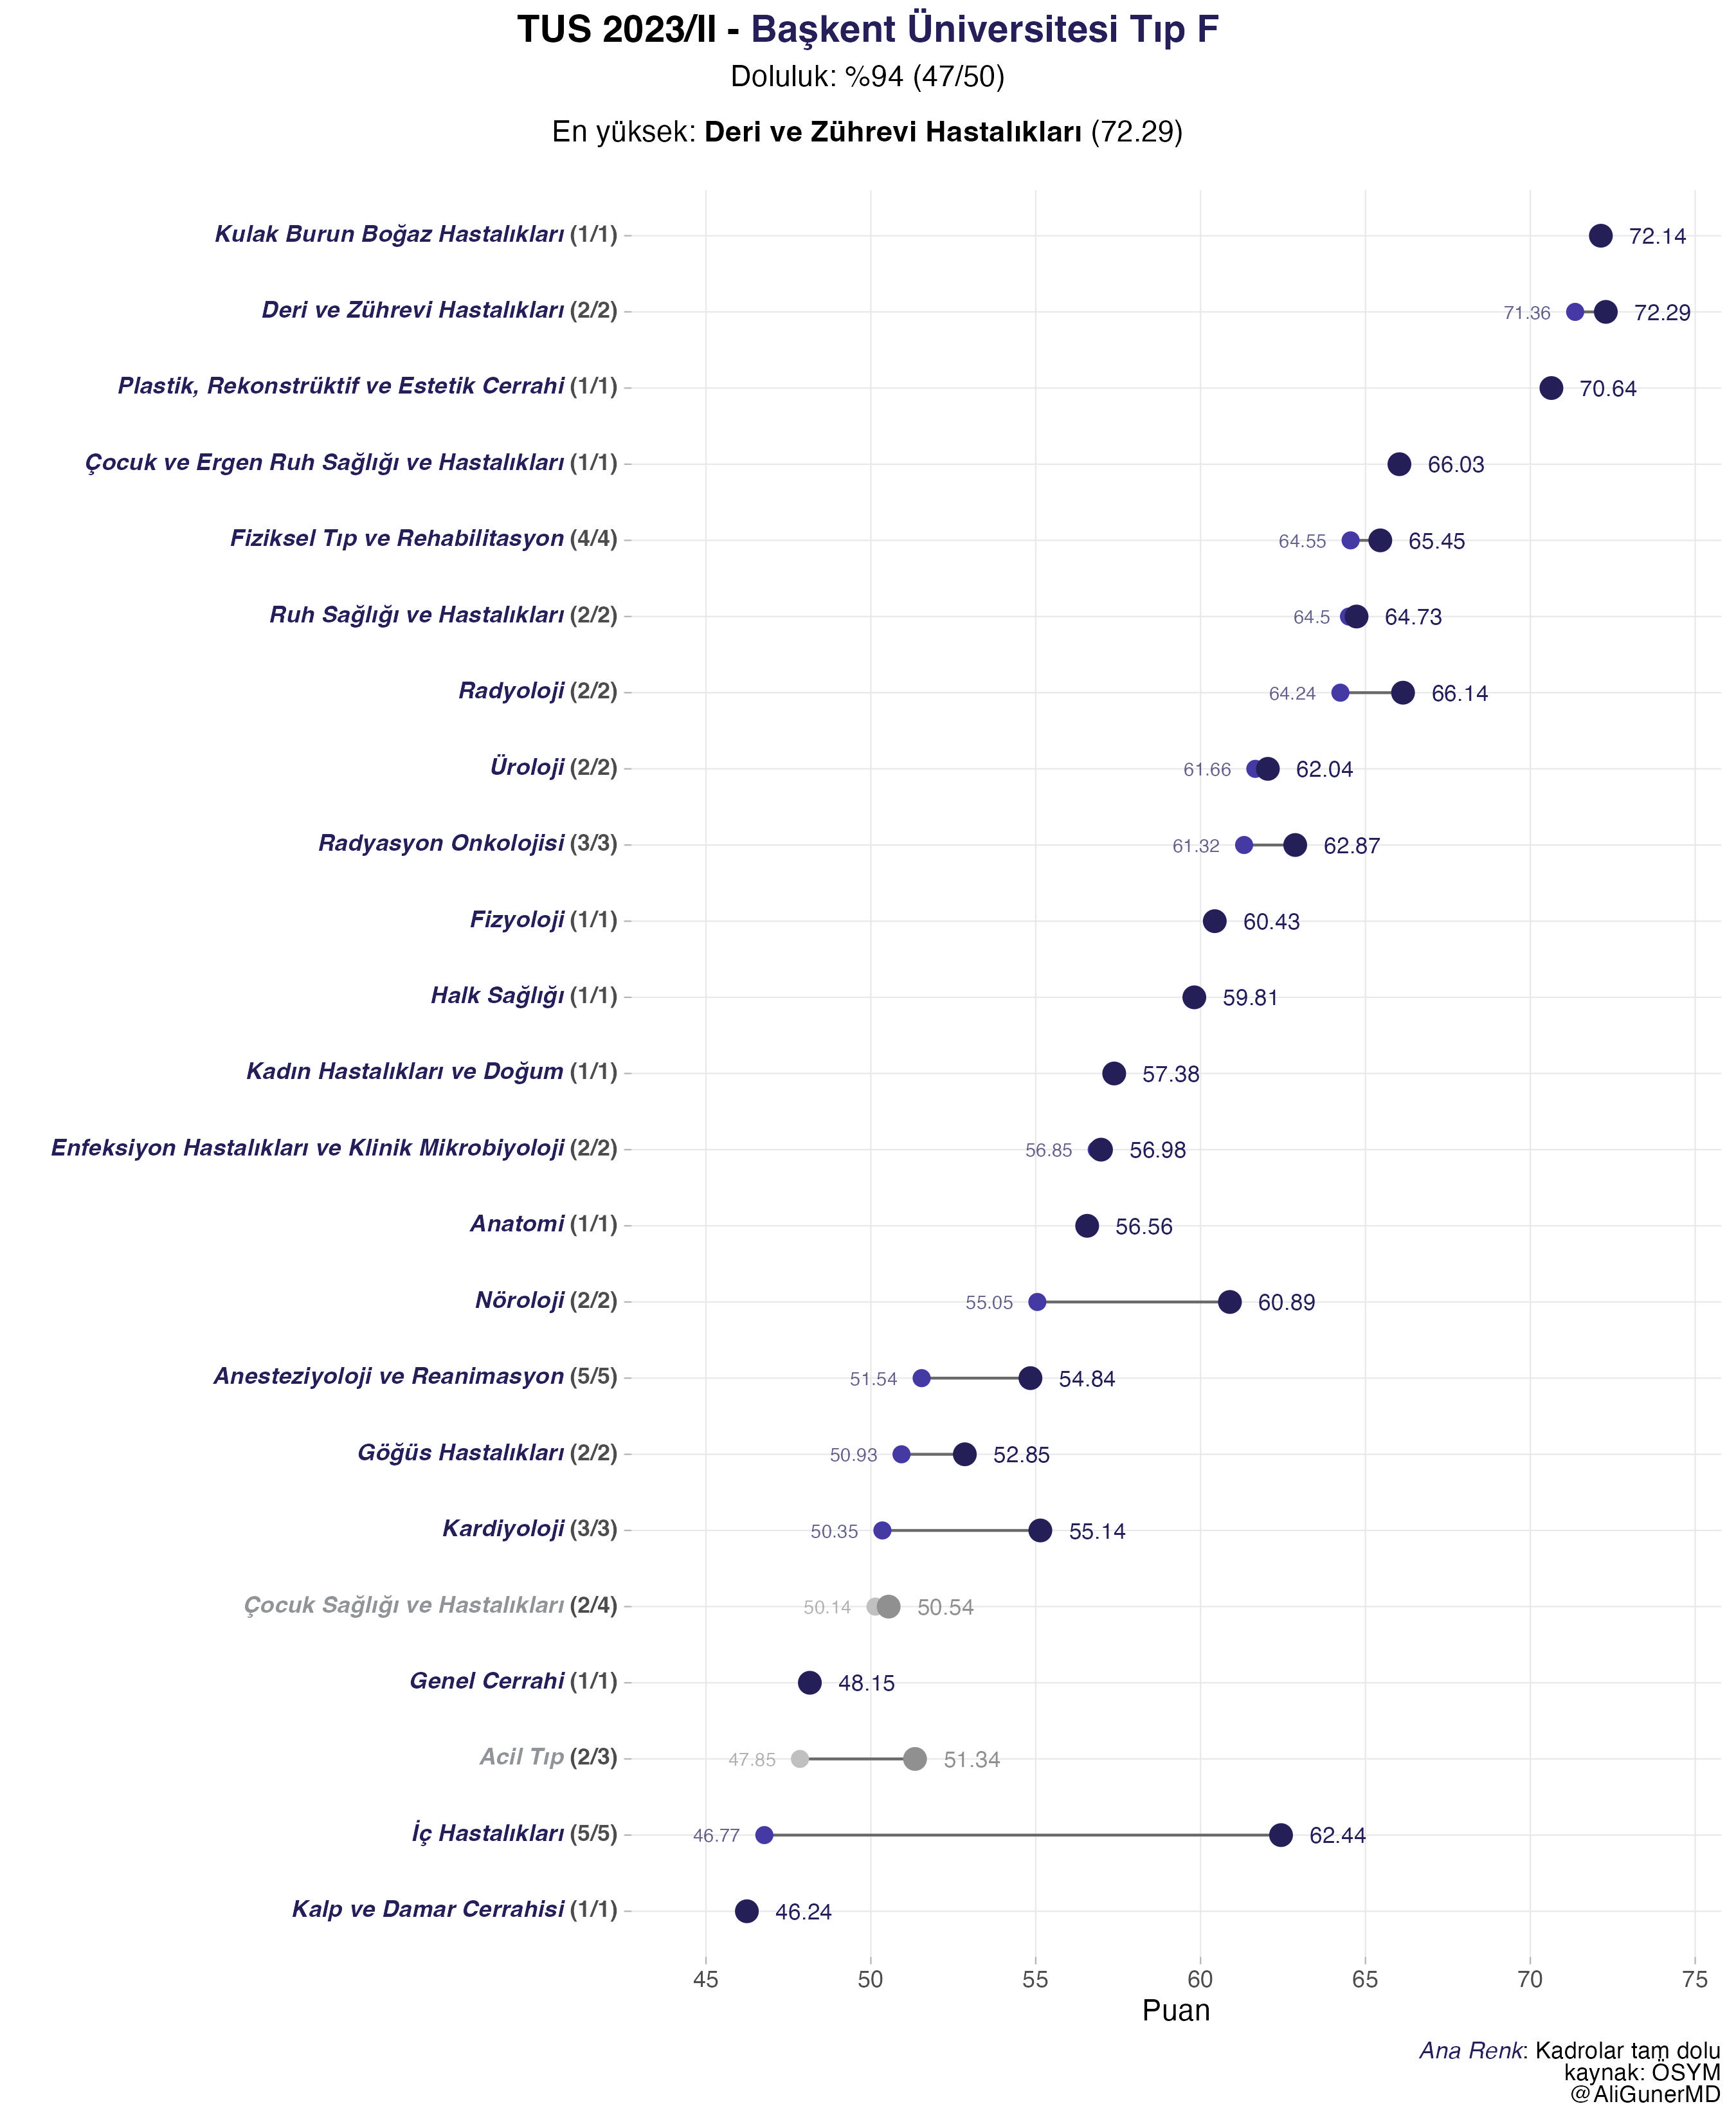 TUS 2023/II - Başkent Üniversitesi Tıp F
Doluluk: %94 (47/50)
En yüksek: Deri ve Zührevi Hastalıkları (72.29)
Kulak Burun Boğaz Hastalıkları (1/1) 72.14
Deri ve Zührevi Hastalıkları (2/2) 71.36 72.29
Plastik, Rekonstrüktif ve Estetik Cerrahi (1/1) 70.64
Çocuk ve Ergen Ruh Sağlığı ve Hastalıkları (1/1) 66.03
Fiziksel Tıp ve Rehabilitasyon (4/4) 64.55 65.45
Ruh Sağlığı ve Hastalıkları (2/2) 64.5 64.73
Radyoloji (2/2) 64.24 66.14
Üroloji (2/2) 61.66 62.04
Radyasyon Onkolojisi (3/3) 61.32 62.87
Fizyoloji (1/1) 60.43
Halk Sağlığı (1/1) 59.81
Kadın Hastalıkları ve Doğum (1/1) 57.38
Enfeksiyon Hastalıkları ve Klinik Mikrobiyoloji (2/2) 56.85 56.98
Anatomi (1/1) 56.56
Nöroloji (2/2) 55.05 60.89
Anesteziyoloji ve Reanimasyon (5/5) 51.54 54.84
Göğüs Hastalıkları (2/2) 50.93 52.85
Kardiyoloji (3/3) 50.35 55.14
Çocuk Sağlığı ve Hastalıkları (2/4) 50.14 50.54
Genel Cerrahi (1/1) 48.15
Acil Tıp (2/3) 47.85 51.34
İç Hastalıkları (5/5) 46.77 62.44
Kalp ve Damar Cerrahisi (1/1) 46.24
45 50 55 60 65 70 75
Puan
Ana Renk: Kadrolar tam dolu
kaynak: ÖSYM
@AliGunerMD